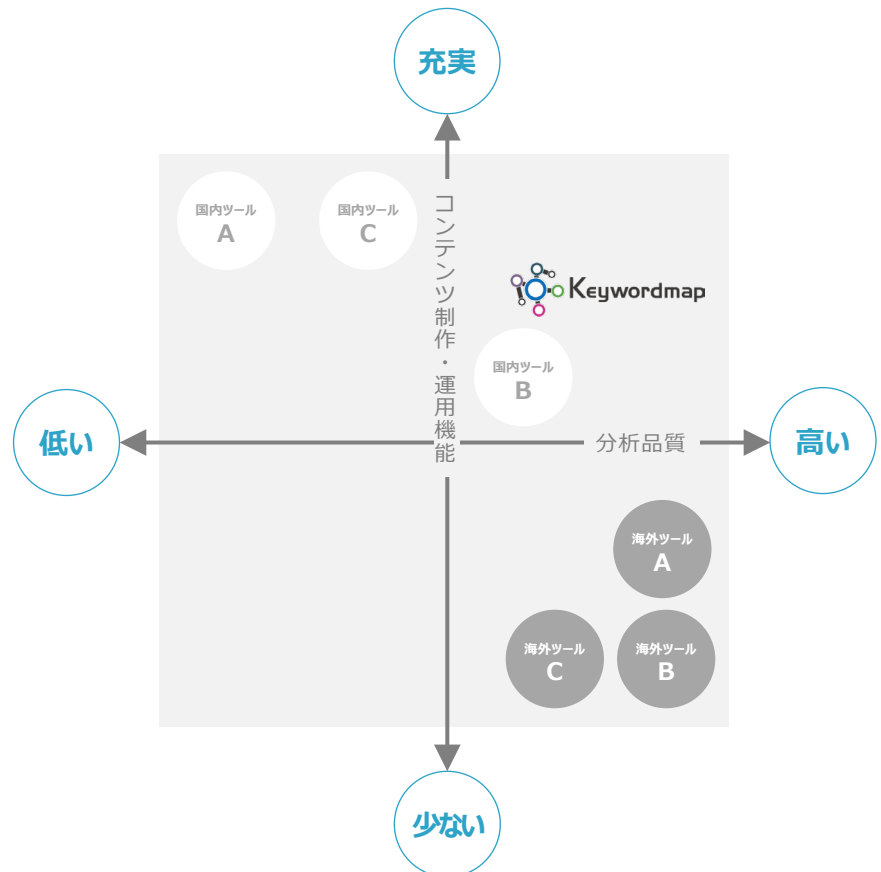 充実
国内ツール
A
国内ツール
C
コンテンツ制作・運用機能
Keywordmap
国内ツール
B
低い
分析品質
高い
海外ツール
A
海外ツール
C
海外ツール
B
少ない